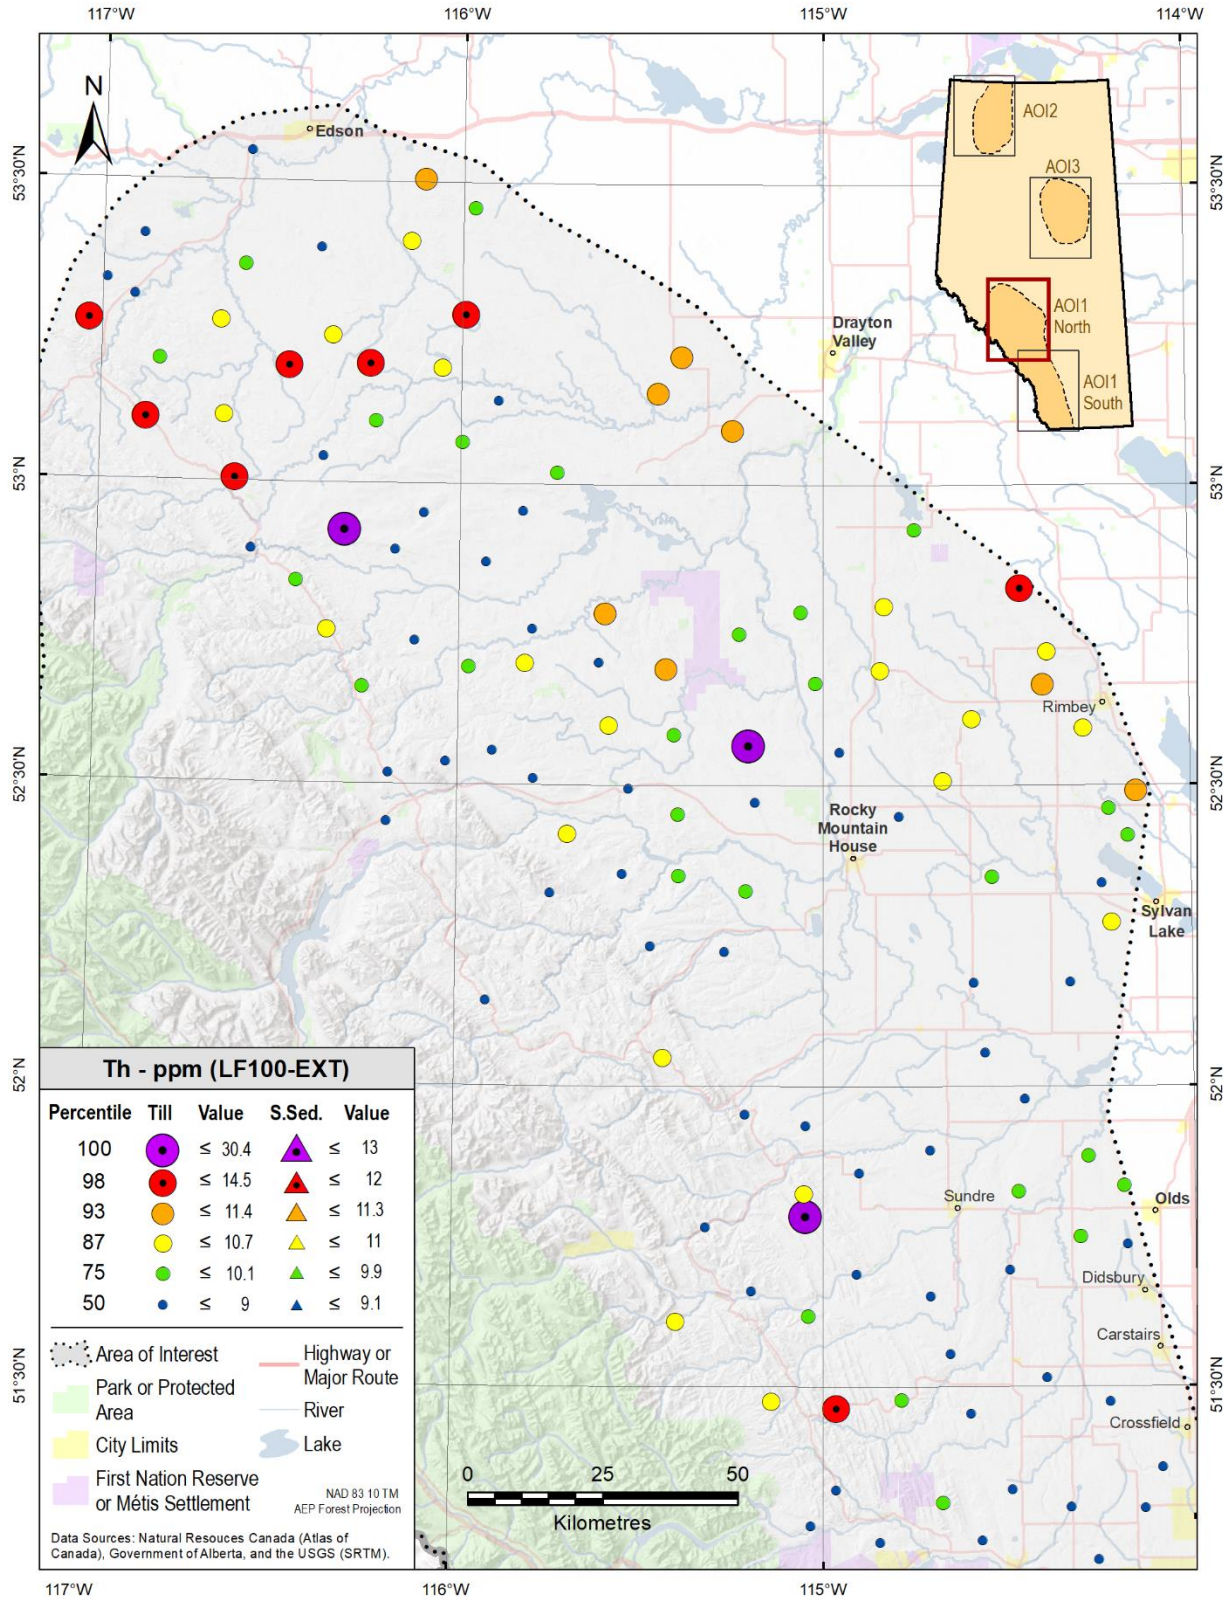 117°W 116°W 115°W 114°W
N
Edson
53°30'N
53°30'N
AOI2
AOI3
AOI1
North
AOI1
South
Drayton
Valley
53°N
53°N
Rimbey
52°30'N
52°30'N
Rocky
Mountain
House
Sylvan
Lake
52°N
52°N
Th - ppm (LF100-EXT)
Percentile Till Value S.Sed. Value
100 ≤ 30.4 ≤ 13
98 ≤ 14.5 ≤ 12
93 ≤ 11.4 ≤ 11.3
87 ≤ 10.7 ≤ 11
75 ≤ 10.1 ≤ 9.9
50 ≤ 9 ≤ 9.1
Area of Interest
Park or Protected
Area
City Limits
First Nation Reserve
or Métis Settlement
Highway or
Major Route
River
Lake
NAD 83 10 TM
AEP Forest Projection
Data Sources: Natural Resouces Canada (Atlas of
Canada), Government of Alberta, and the USGS (SRTM).
Sundre
Olds
Didsbury
Carstairs
51°30'N
51°30'N
Crossfield
0 25 50
Kilometres
117°W 116°W 115°W 114°W